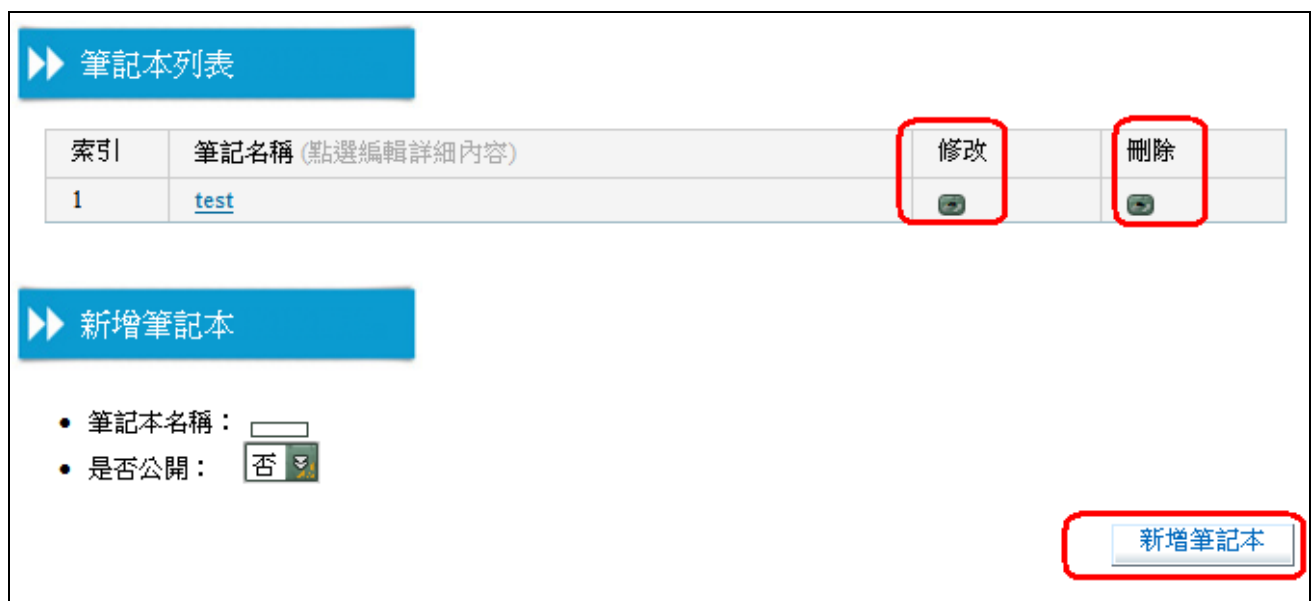 筆記本列表
索引 筆記名稱 (點選編輯詳細內容) 修改 刪除
1 test
新增筆記本
• 筆記本名稱：
• 是否公開： 否
新增筆記本